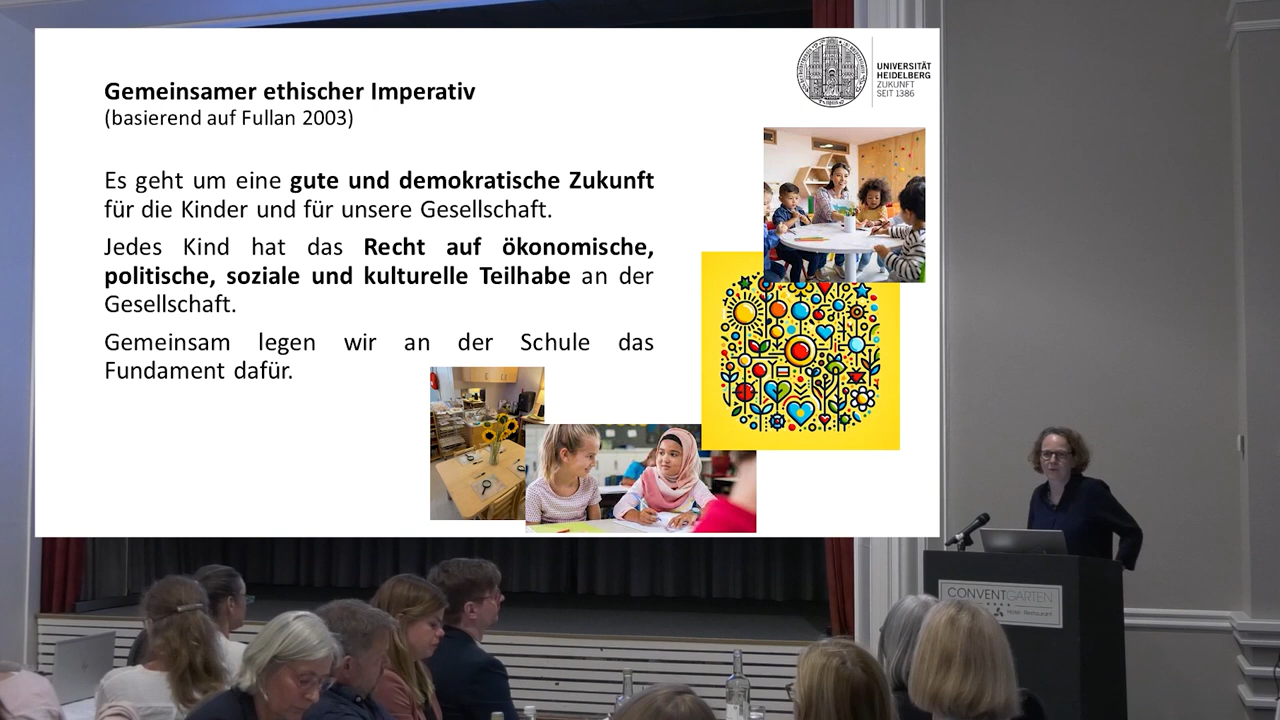 Gemeinsamer ethischer Imperativ
(basierend auf Fullan 2003)
Es geht um eine gute und demokratische Zukunft
für die Kinder und für unsere Gesellschaft.
Jedes Kind hat das Recht auf ökonomische,
politische, soziale und kulturelle Teilhabe an der
Gesellschaft.
Gemeinsam legen wir an der Schule das
Fundament dafür.
UNIVERSITÄT
HEIDELBERG
ZUKUNFT
SEIT 1386
CONVENTGARTEN
Hotel · Restaurant